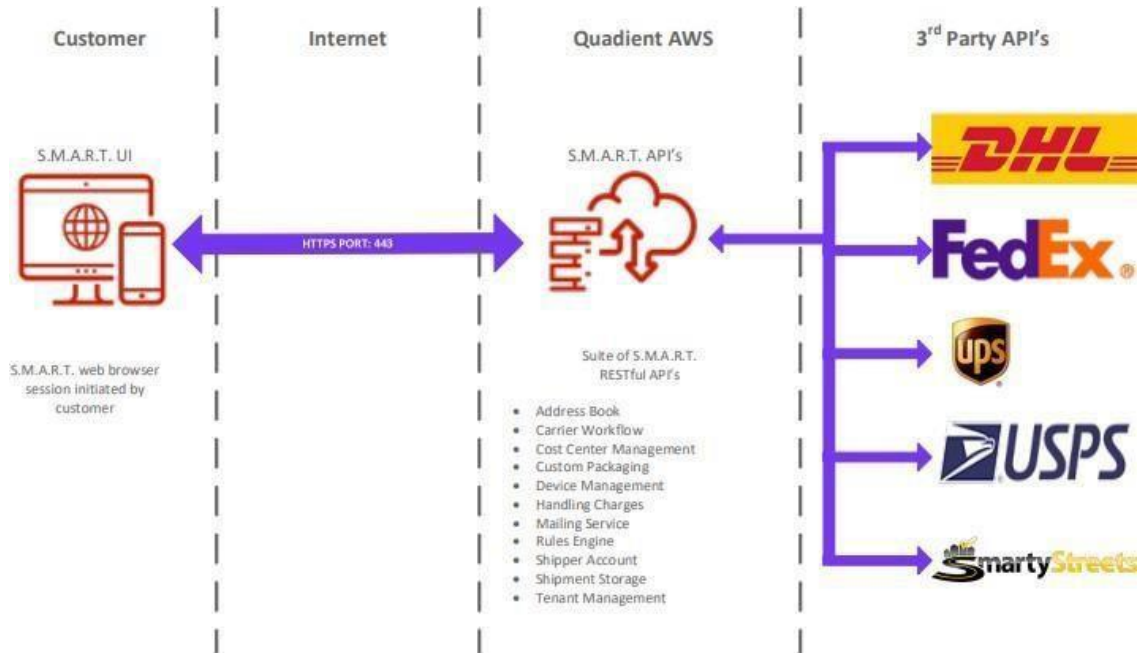 Customer
Internet
Quadient AWS
3rd Party API's
S.M.A.R.T. UI
S.M.A.R.T. API's
DHL
HTTPS PORT: 443
FedEx ®
S.M.A.R.T. web browser
session initiated by
customer
Suite of S.M.A.R.T.
RESTful API's
ups
®
• Address Book
• Carrier Workflow
• Cost Center Management
• Custom Packaging
• Device Management
• Handling Charges
• Mailing Service
• Rules Engine
• Shipper Account
• Shipment Storage
• Tenant Management
USPS
SmartyStreets